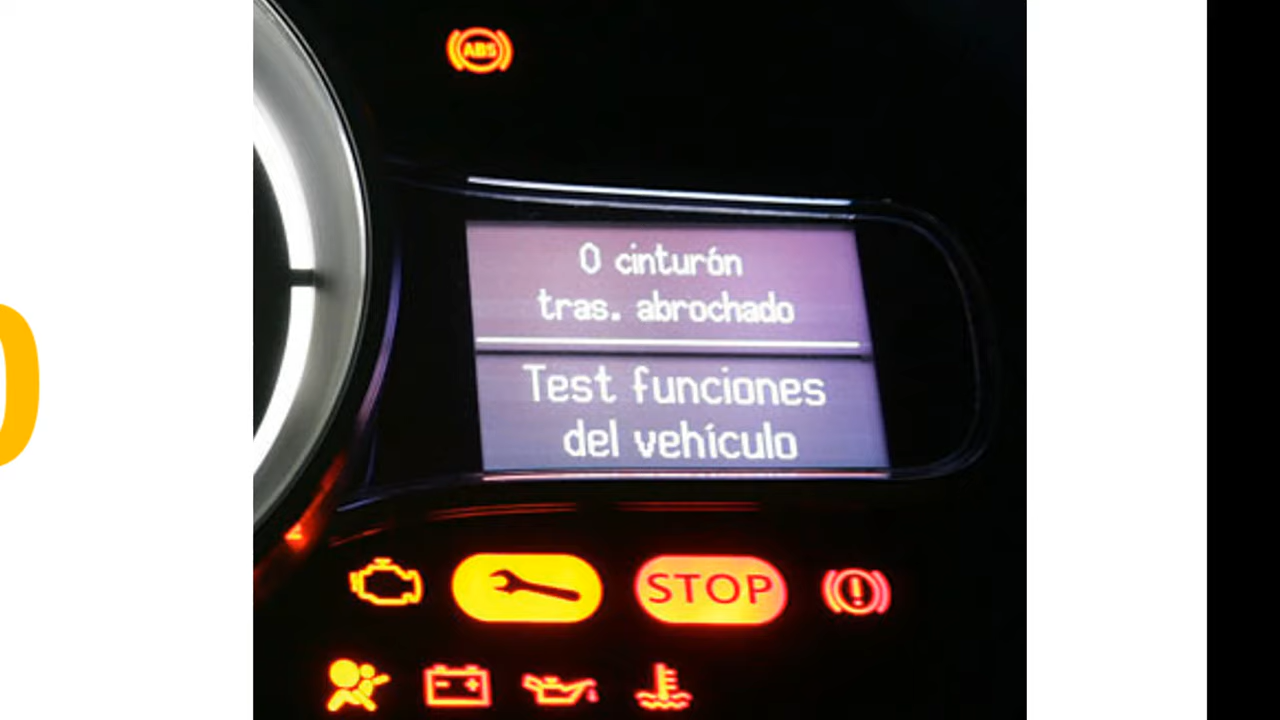 ABS
0 cinturón
tras. abrochado
Test funciones
del vehículo
STOP